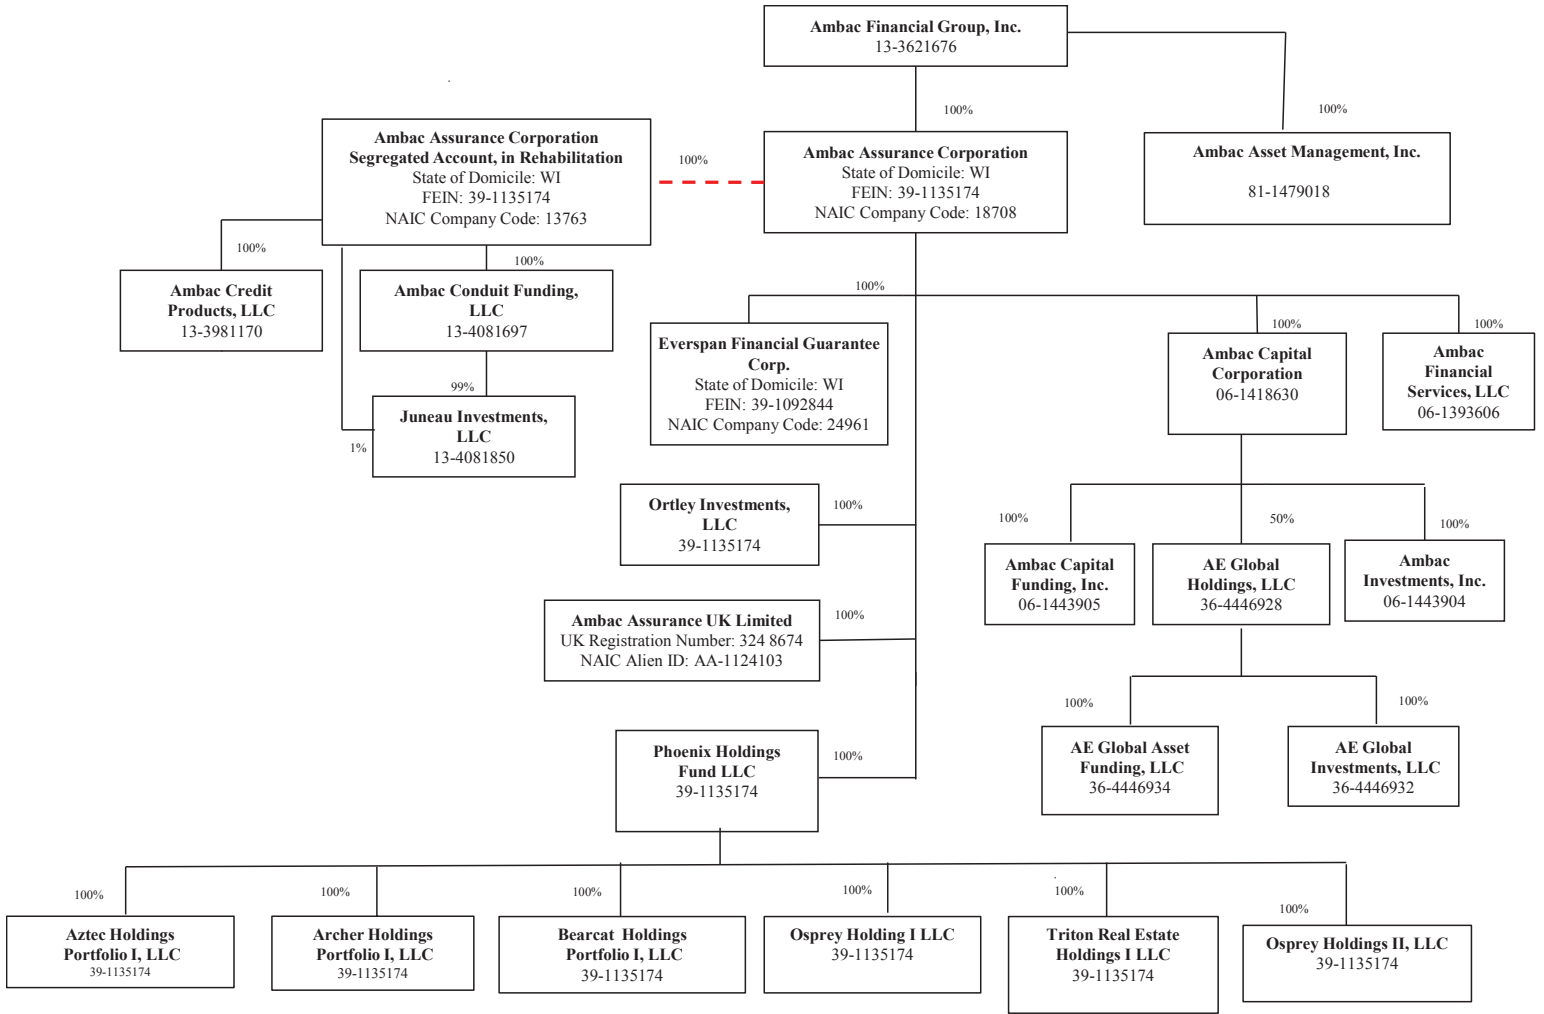 Ambac Financial Group, Inc.
13-3621676
100%
100%
Ambac Assurance Corporation
Segregated Account, in Rehabilitation
State of Domicile: WI
FEIN: 39-1135174
NAIC Company Code: 13763
100%
Ambac Assurance Corporation
State of Domicile: WI
FEIN: 39-1135174
NAIC Company Code: 18708
Ambac Asset Management, Inc.
81-1479018
100%
100%
Ambac Credit
Products, LLC
13-3981170
Ambac Conduit Funding,
LLC
13-4081697
99%
1%
Juneau Investments,
LLC
13-4081850
100%
Everspan Financial Guarantee
Corp.
State of Domicile: WI
FEIN: 39-1092844
NAIC Company Code: 24961
100%
Ambac Capital
Corporation
06-1418630
100%
Ambac
Financial
Services, LLC
06-1393606
Ortley Investments,
LLC
39-1135174
100%
100%
50%
100%
Ambac Capital
Funding, Inc.
06-1443905
AE Global
Holdings, LLC
36-4446928
Ambac
Investments, Inc.
06-1443904
Ambac Assurance UK Limited
UK Registration Number: 324 8674
NAIC Alien ID: AA-1124103
100%
100%
100%
AE Global Asset
Funding, LLC
36-4446934
AE Global
Investments, LLC
36-4446932
Phoenix Holdings
Fund LLC
39-1135174
100%
100%
100%
100%
100%
100%
100%
Aztec Holdings
Portfolio I, LLC
39-1135174
Archer Holdings
Portfolio I, LLC
39-1135174
Bearcat Holdings
Portfolio I, LLC
39-1135174
Osprey Holding I LLC
39-1135174
Triton Real Estate
Holdings I LLC
39-1135174
Osprey Holdings II, LLC
39-1135174